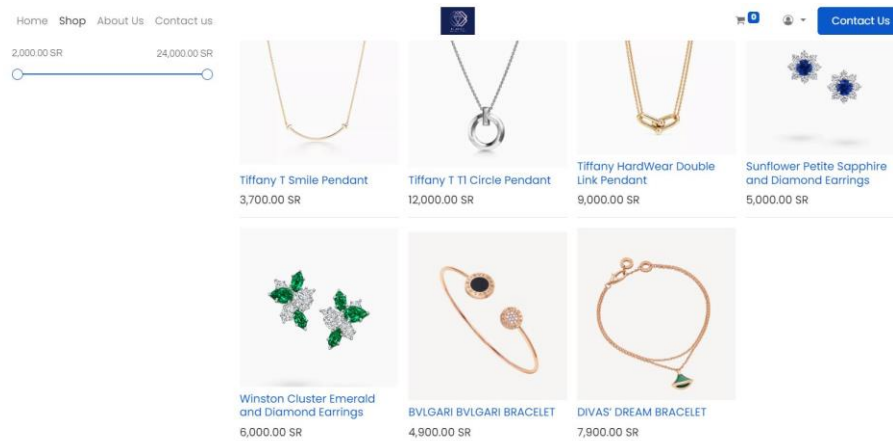 Home Shop About Us Contact us
0
Contact Us
2,000.00 SR 24,000.00 SR
Tiffany T Smile Pendant
3,700.00 SR
Tiffany T T1 Circle Pendant
12,000.00 SR
Tiffany HardWear Double
Link Pendant
9,000.00 SR
Sunflower Petite Sapphire
and Diamond Earrings
5,000.00 SR
Winston Cluster Emerald
and Diamond Earrings
6,000.00 SR
BVLGARI BVLGARI BRACELET
4,900.00 SR
DIVAS' DREAM BRACELET
7,900.00 SR